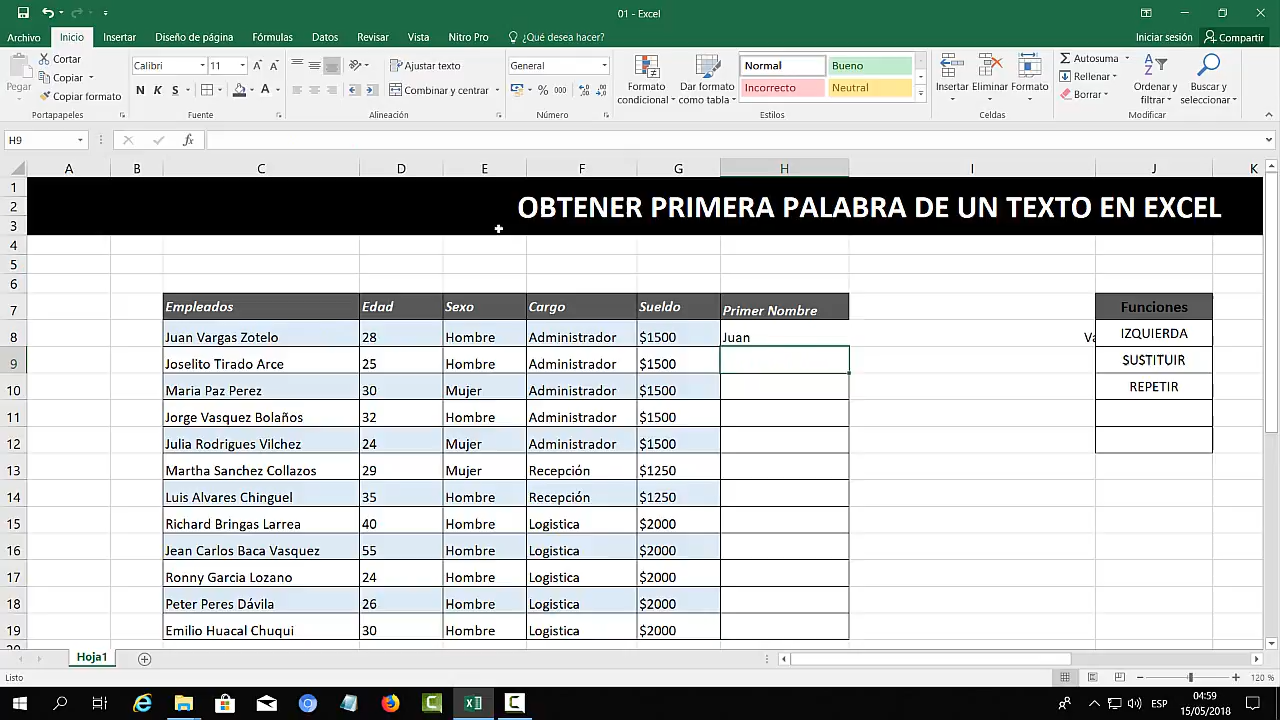 01 - Excel
Archivo Inicio Insertar Diseño de página Fórmulas Datos Revisar Vista Nitro Pro ¿Qué desea hacer? Iniciar sesión Compartir
Pegar Cortar Copiar Copiar formato
Calibri 11
N K S
Ajustar texto
Combinar y centrar
General
% 000
Formato condicional
Dar formato como tabla
Normal Bueno
Incorrecto Neutral
Insertar Eliminar Formato
Autosuma
Rellenar
Borrar
Ordenar y filtrar
Buscar y seleccionar
Portapapeles Fuente Alineación Número Estilos Celdas Modificar
H9 fx
A B C D E F G H I J K
1
2 OBTENER PRIMERA PALABRA DE UN TEXTO EN EXCEL
3
4
5
6
7 Empleados Edad Sexo Cargo Sueldo Primer Nombre Funciones
8 Juan Vargas Zotelo 28 Hombre Administrador $1500 Juan Va IZQUIERDA
9 Joselito Tirado Arce 25 Hombre Administrador $1500 SUSTITUIR
10 Maria Paz Perez 30 Mujer Administrador $1500 REPETIR
11 Jorge Vasquez Bolaños 32 Hombre Administrador $1500
12 Julia Rodrigues Vilchez 24 Mujer Administrador $1500
13 Martha Sanchez Collazos 29 Mujer Recepción $1250
14 Luis Alvares Chinguel 35 Hombre Recepción $1250
15 Richard Bringas Larrea 40 Hombre Logistica $2000
16 Jean Carlos Baca Vasquez 55 Hombre Logistica $2000
17 Ronny Garcia Lozano 24 Hombre Logistica $2000
18 Peter Peres Dávila 26 Hombre Logistica $2000
19 Emilio Huacal Chuqui 30 Hombre Logistica $2000
Hoja1
Listo 120 %
ESP 04:59
15/05/2018